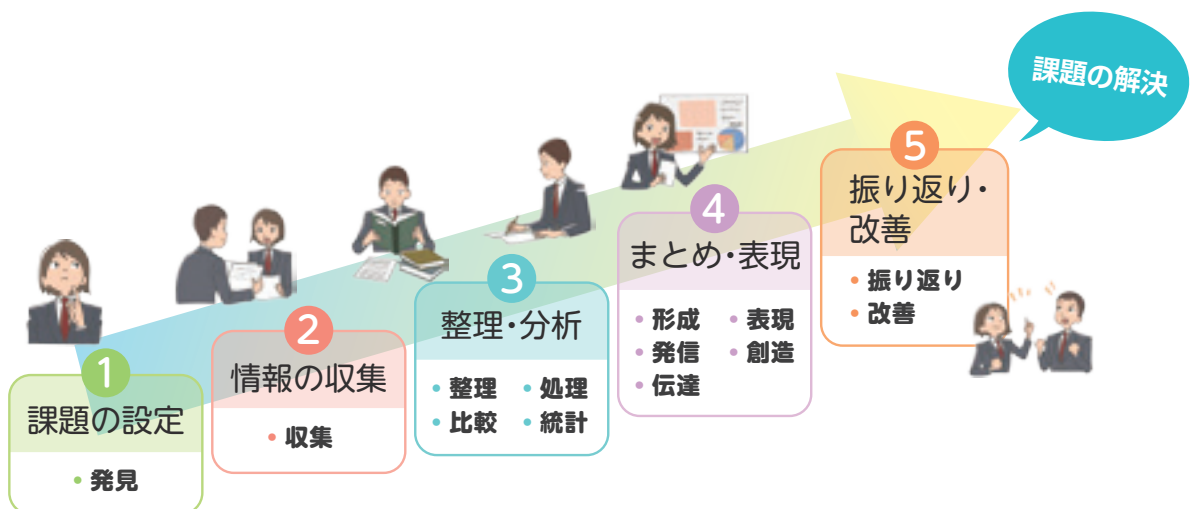 課題の解決
1
課題の設定
• 発見
2
情報の収集
• 収集
3
整理・分析
• 整理 • 処理
• 比較 • 統計
4
まとめ・表現
• 形成 • 表現
• 発信 • 創造
• 伝達
5
振り返り・
改善
• 振り返り
• 改善